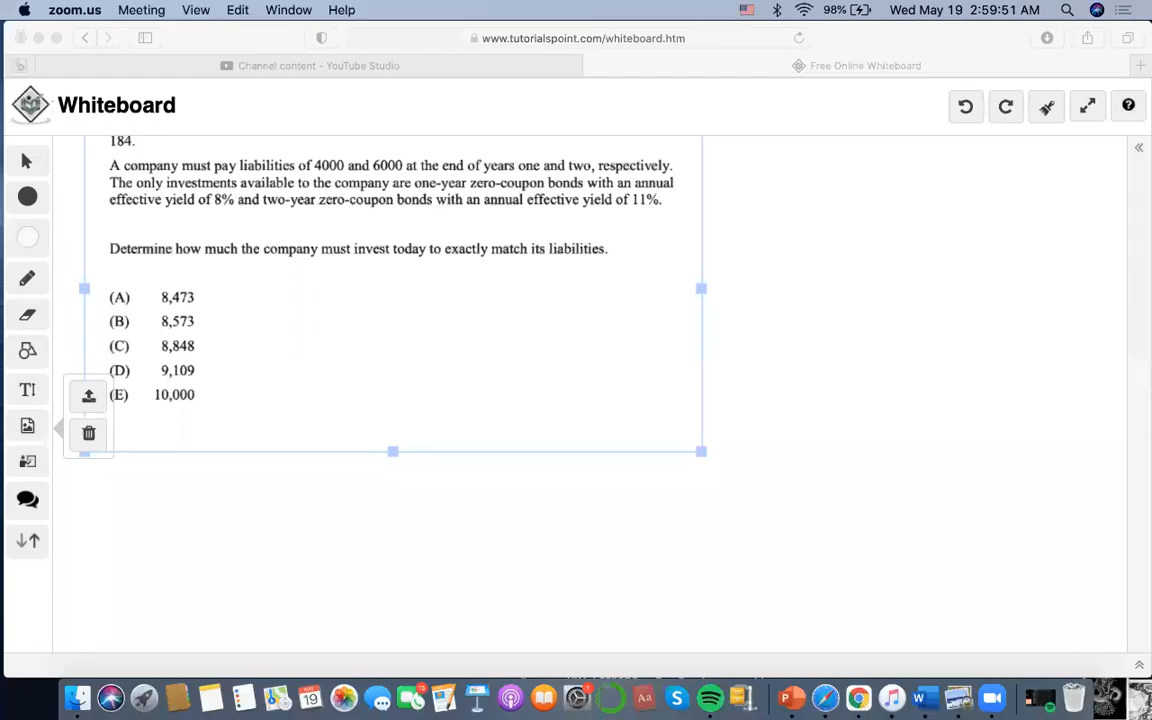 zoom.us Meeting View Edit Window Help 98% Wed May 19 2:59:51 AM
www.tutorialspoint.com/whiteboard.htm
Channel content - YouTube Studio
Free Online Whiteboard
Whiteboard
184.
A company must pay liabilities of 4000 and 6000 at the end of years one and two, respectively.
The only investments available to the company are one-year zero-coupon bonds with an annual
effective yield of 8% and two-year zero-coupon bonds with an annual effective yield of 11%.
Determine how much the company must invest today to exactly match its liabilities.
(A) 8,473
(B) 8,573
(C) 8,848
(D) 9,109
(E) 10,000